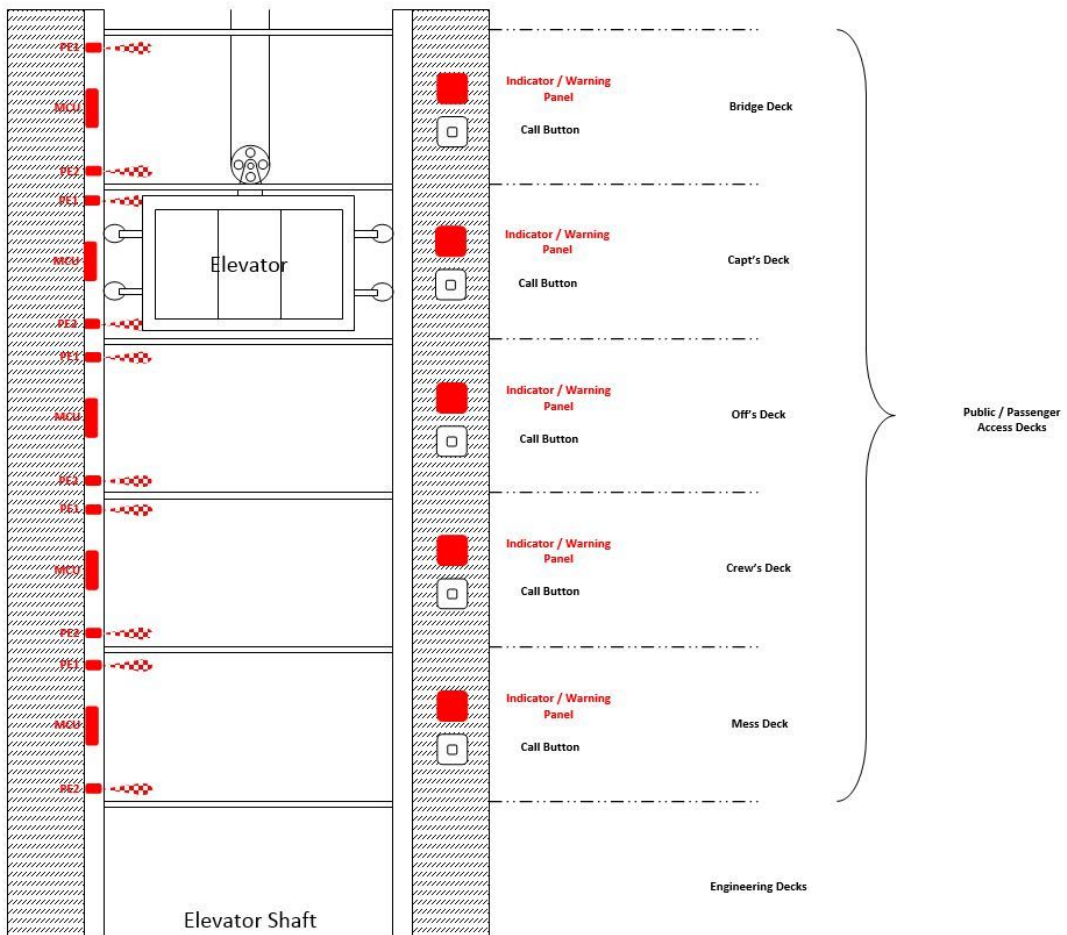 PE1
Indicator / Warning
Panel
MCU
Bridge Deck
Call Button
PE2
PE1
Indicator / Warning
Panel
MCU
Elevator
Capt's Deck
Call Button
PE2
PE1
Indicator / Warning
Panel
MCU
Off's Deck
Public / Passenger
Access Decks
Call Button
PE2
PE1
Indicator / Warning
Panel
MCU
Crew's Deck
Call Button
PE2
PE1
Indicator / Warning
Panel
MCU
Mess Deck
Call Button
PE2
Engineering Decks
Elevator Shaft